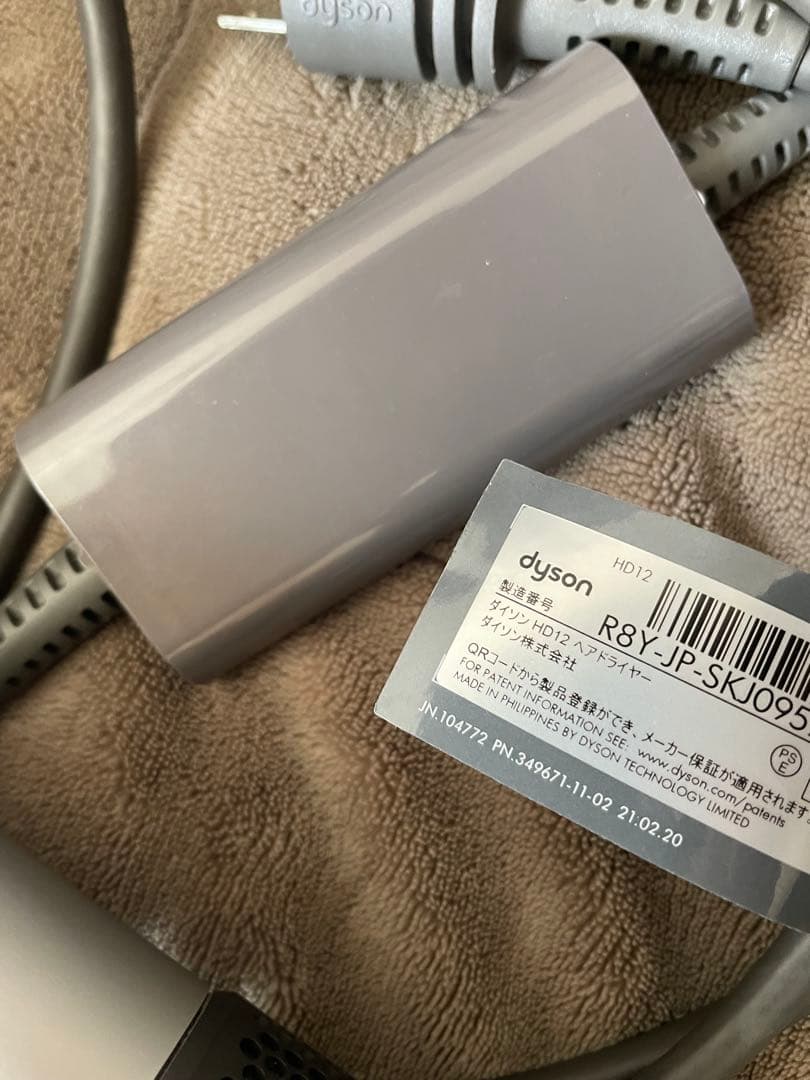 dyson
dyson HD12
製造番号
R8Y-JP-SKJ095
ダイソン HD12 ヘアドライヤー
ダイソン株式会社
QRコードから製品登録ができ、メーカー保証が適用されます。
FOR PATENT INFORMATION SEE: www.dyson.com/patents
MADE IN PHILIPPINES BY DYSON TECHNOLOGY LIMITED
PS
E
JN.104772 PN.349671-11-02 21.02.20